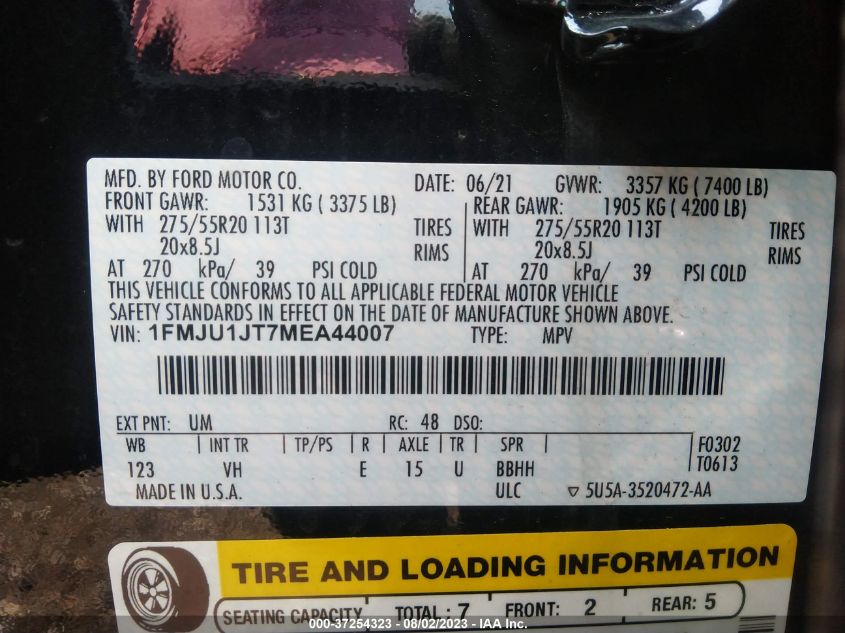 MFD. BY FORD MOTOR CO. DATE: 06/21 GVWR: 3357 KG ( 7400 LB)
FRONT GAWR: 1531 KG ( 3375 LB) REAR GAWR: 1905 KG ( 4200 LB)
WITH 275/55R20 113T TIRES WITH 275/55R20 113T TIRES
20x8.5J RIMS 20x8.5J RIMS
AT 270 kPa/ 39 PSI COLD AT 270 kPa/ 39 PSI COLD
THIS VEHICLE CONFORMS TO ALL APPLICABLE FEDERAL MOTOR VEHICLE
SAFETY STANDARDS IN EFFECT ON THE DATE OF MANUFACTURE SHOWN ABOVE.
VIN: 1FMJU1JT7MEA44007 TYPE: MPV
EXT PNT: UM RC: 48 DSO:
WB INT TR TP/PS R AXLE TR SPR F0302
123 VH E 15 U BBHH T0613
MADE IN U.S.A. ULC ▽ 5U5A-3520472-AA
TIRE AND LOADING INFORMATION
SEATING CAPACITY TOTAL : 7 FRONT: 2 REAR: 5
000-37254323 - 08/02/2023 - IAA Inc.